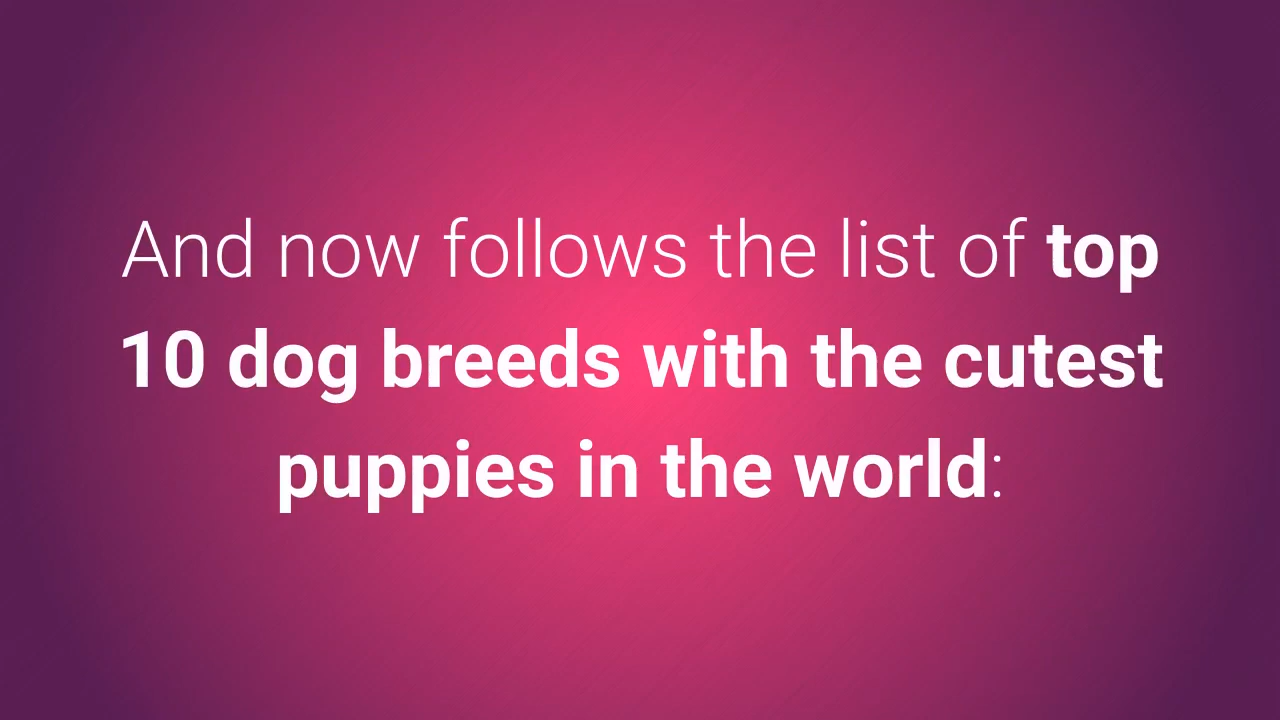 And now follows the list of top
10 dog breeds with the cutest
puppies in the world: